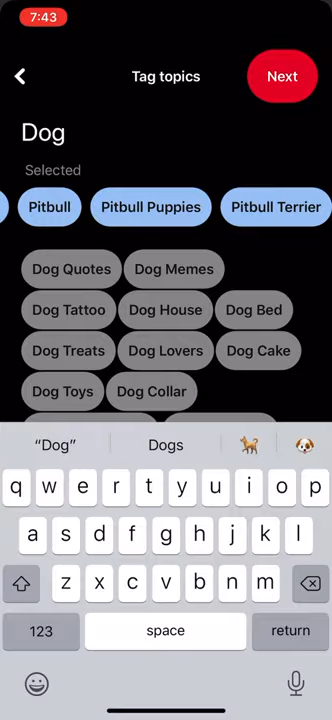 7:43
Tag topics
Next
Dog
Selected
Pitbull Pitbull Puppies Pitbull Terrier
Dog Quotes Dog Memes
Dog Tattoo Dog House Dog Bed
Dog Treats Dog Lovers Dog Cake
Dog Toys Dog Collar
“Dog” Dogs
q w e r t y u i o p
a s d f g h j k l
z x c v b n m
123 space return